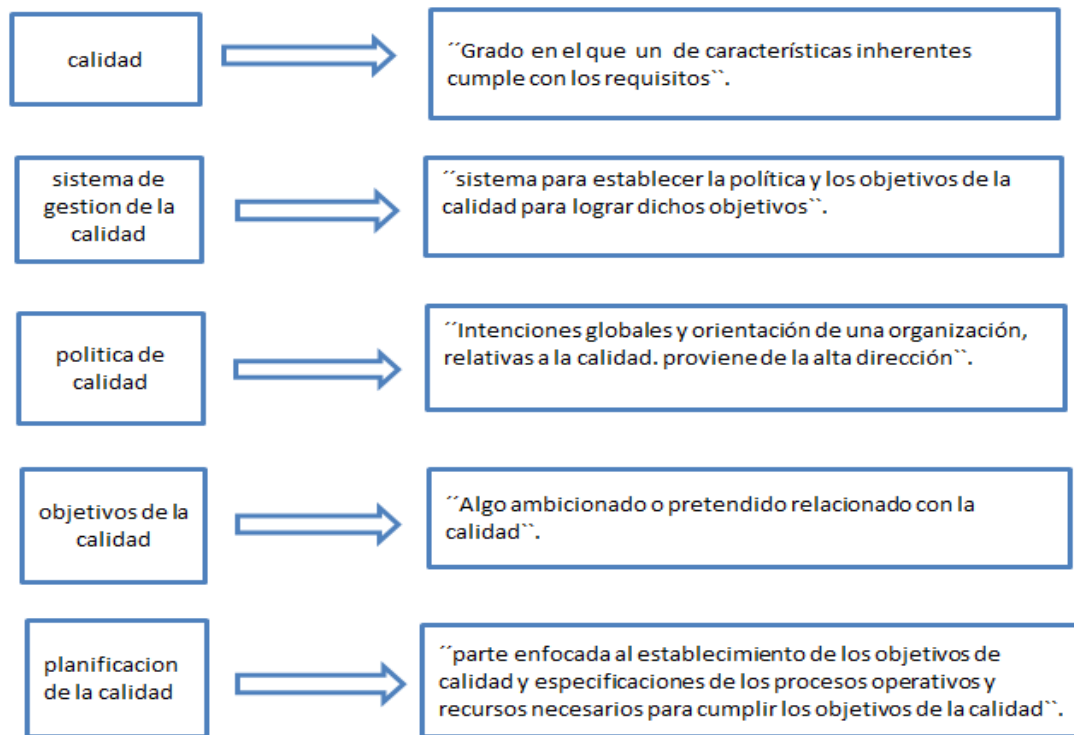 calidad
´´Grado en el que un  de características inherentes
cumple con los requisitos``.
sistema de
gestion de la
calidad
´´sistema para establecer la política y los objetivos de la
calidad para lograr dichos objetivos``.
politica de
calidad
´´Intenciones globales y orientación de una organización,
relativas a la calidad. proviene de la alta dirección``.
objetivos de la
calidad
´´Algo ambicionado o pretendido relacionado con la
calidad``.
planificacion
de la calidad
´´parte enfocada al establecimiento de los objetivos de
calidad y especificaciones de los procesos operativos y
recursos necesarios para cumplir los objetivos de la calidad``.